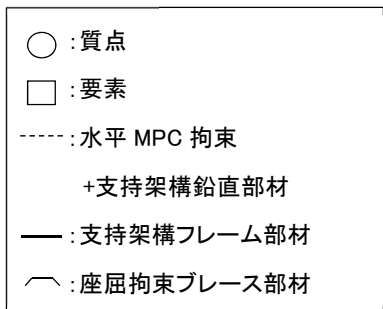 ○:質点
□:要素
-----:水平 MPC 拘束
+支持架構鉛直部材
:支持架構フレーム部材
:座屈拘束ブレース部材